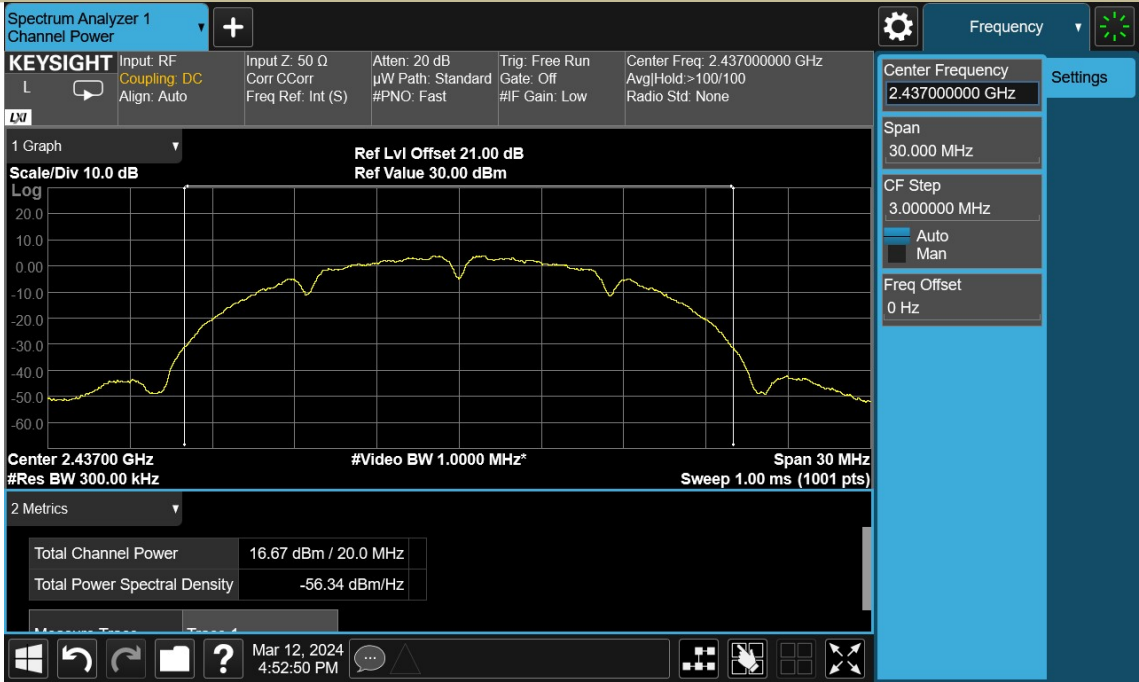 Spectrum Analyzer 1
Channel Power
Frequency
KEYSIGHT
L
LXI
Input: RF
Coupling: DC
Align: Auto
Input Z: 50 Ω
Corr CCorr
Freq Ref: Int (S)
Atten: 20 dB
µW Path: Standard
#PNO: Fast
Trig: Free Run
Gate: Off
#IF Gain: Low
Center Freq: 2.437000000 GHz
Avg|Hold:>100/100
Radio Std: None
Center Frequency
2.437000000 GHz
Settings
Span
30.000 MHz
CF Step
3.000000 MHz
Auto
Man
Freq Offset
0 Hz
1 Graph
Scale/Div 10.0 dB
Ref Lvl Offset 21.00 dB
Ref Value 30.00 dBm
Log
20.0
10.0
0.00
-10.0
-20.0
-30.0
-40.0
-50.0
-60.0
Center 2.43700 GHz
#Video BW 1.0000 MHz*
Span 30 MHz
#Res BW 300.00 kHz
Sweep 1.00 ms (1001 pts)
2 Metrics
Total Channel Power 16.67 dBm / 20.0 MHz
Total Power Spectral Density -56.34 dBm/Hz
Measure Trace Trace 1
?
Mar 12, 2024
4:52:50 PM